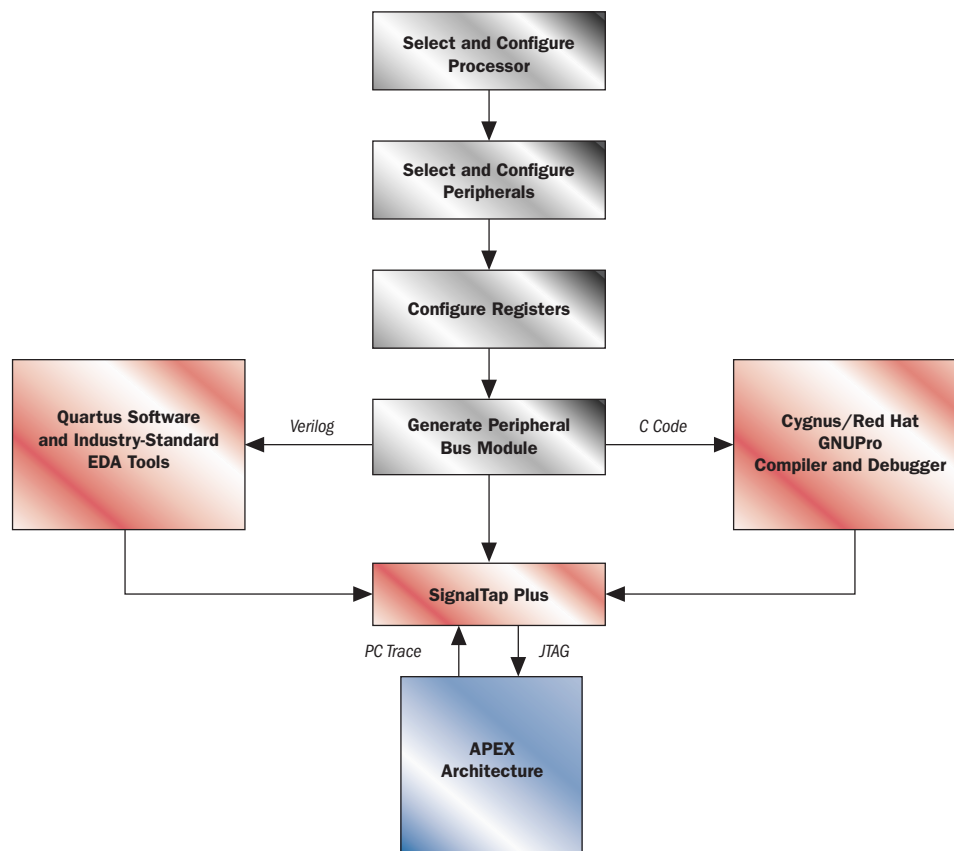 Select and Configure
Processor
Select and Configure
Peripherals
Configure Registers
Quartus Software
and Industry-Standard
EDA Tools
Verilog
Generate Peripheral
Bus Module
C Code
Cygnus/Red Hat
GNUPro
Compiler and Debugger
SignalTap Plus
PC Trace
JTAG
APEX
Architecture